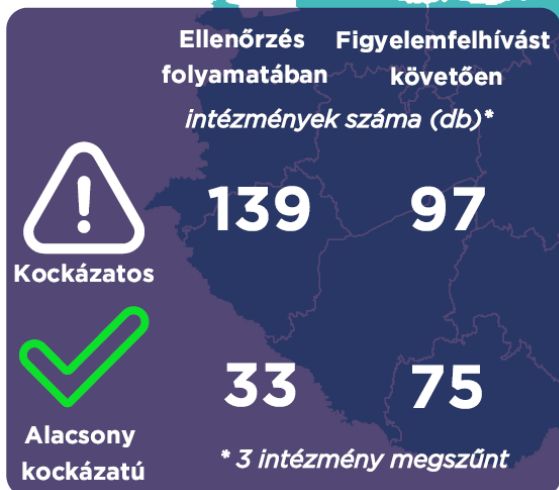 Ellenőrzés folyamatában
Figyelemfelhívást követően
intézmények száma (db)*
Kockázatos
139
97
Alacsony kockázatú
33
75
* 3 intézmény megszűnt